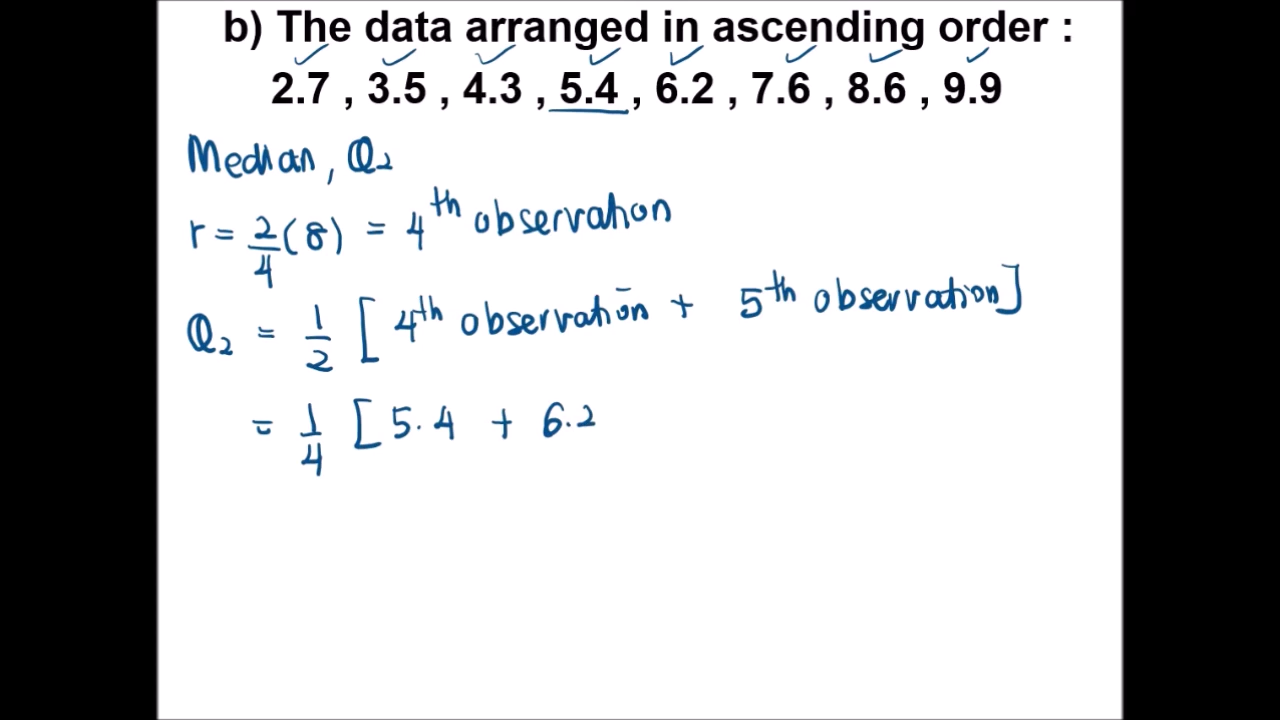 b) The data arranged in ascending order :
2.7 , 3.5 , 4.3 , 5.4 , 6.2 , 7.6 , 8.6 , 9.9
Median, Q₂
r = 2/4 (8) = 4th observation
Q₂ = 1/2 [ 4th observation + 5th observation]
= 1/4 [ 5.4 + 6.2